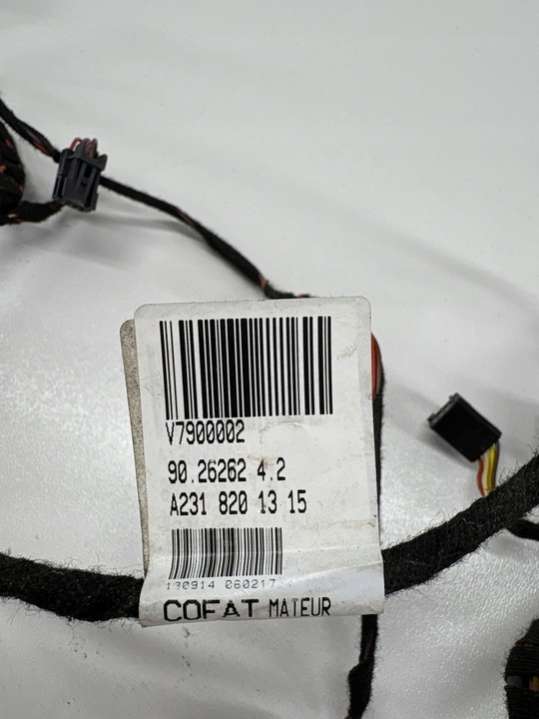 V7900002
90.26262 4.2
A231 820 13 15
130914 060217
COFAT MATEUR